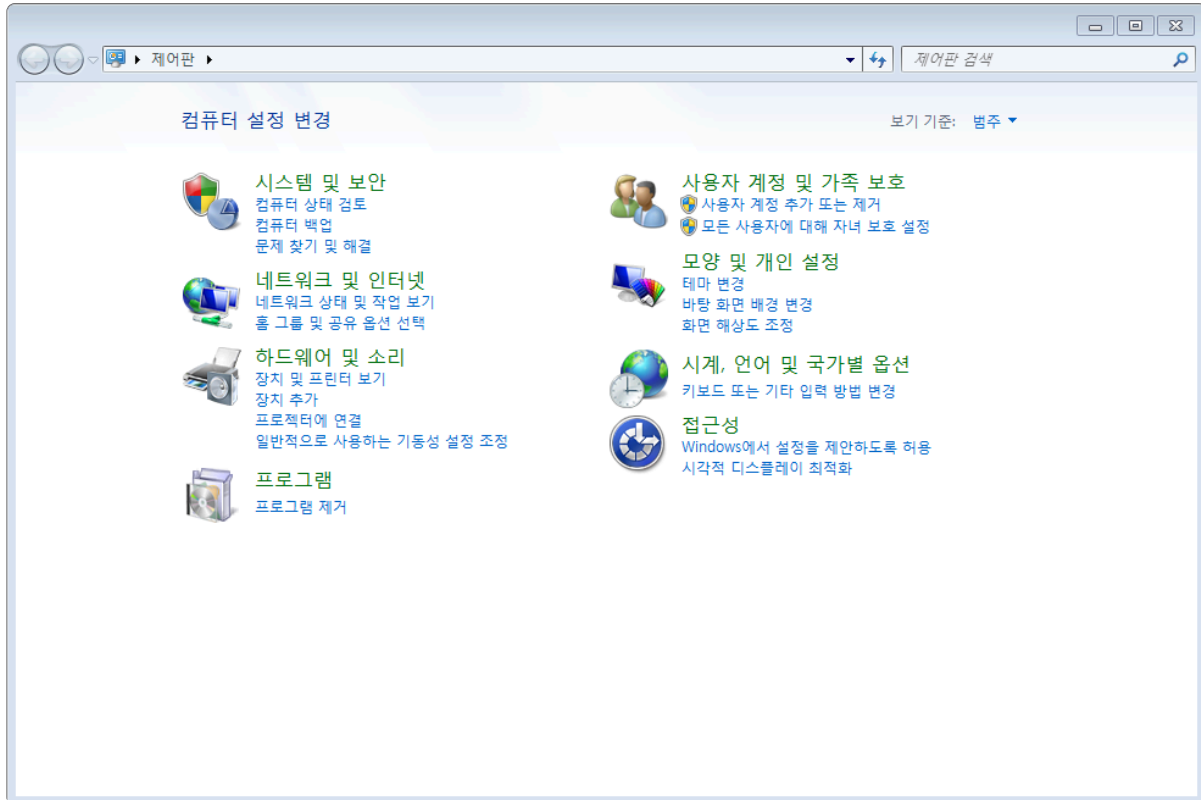 제어판
제어판 검색
컴퓨터 설정 변경
보기 기준: 범주
시스템 및 보안
컴퓨터 상태 검토
컴퓨터 백업
문제 찾기 및 해결
네트워크 및 인터넷
네트워크 상태 및 작업 보기
홈 그룹 및 공유 옵션 선택
하드웨어 및 소리
장치 및 프린터 보기
장치 추가
프로젝터에 연결
일반적으로 사용하는 기동성 설정 조정
프로그램
프로그램 제거
사용자 계정 및 가족 보호
사용자 계정 추가 또는 제거
모든 사용자에 대해 자녀 보호 설정
모양 및 개인 설정
테마 변경
바탕 화면 배경 변경
화면 해상도 조정
시계, 언어 및 국가별 옵션
키보드 또는 기타 입력 방법 변경
접근성
Windows에서 설정을 제안하도록 허용
시각적 디스플레이 최적화